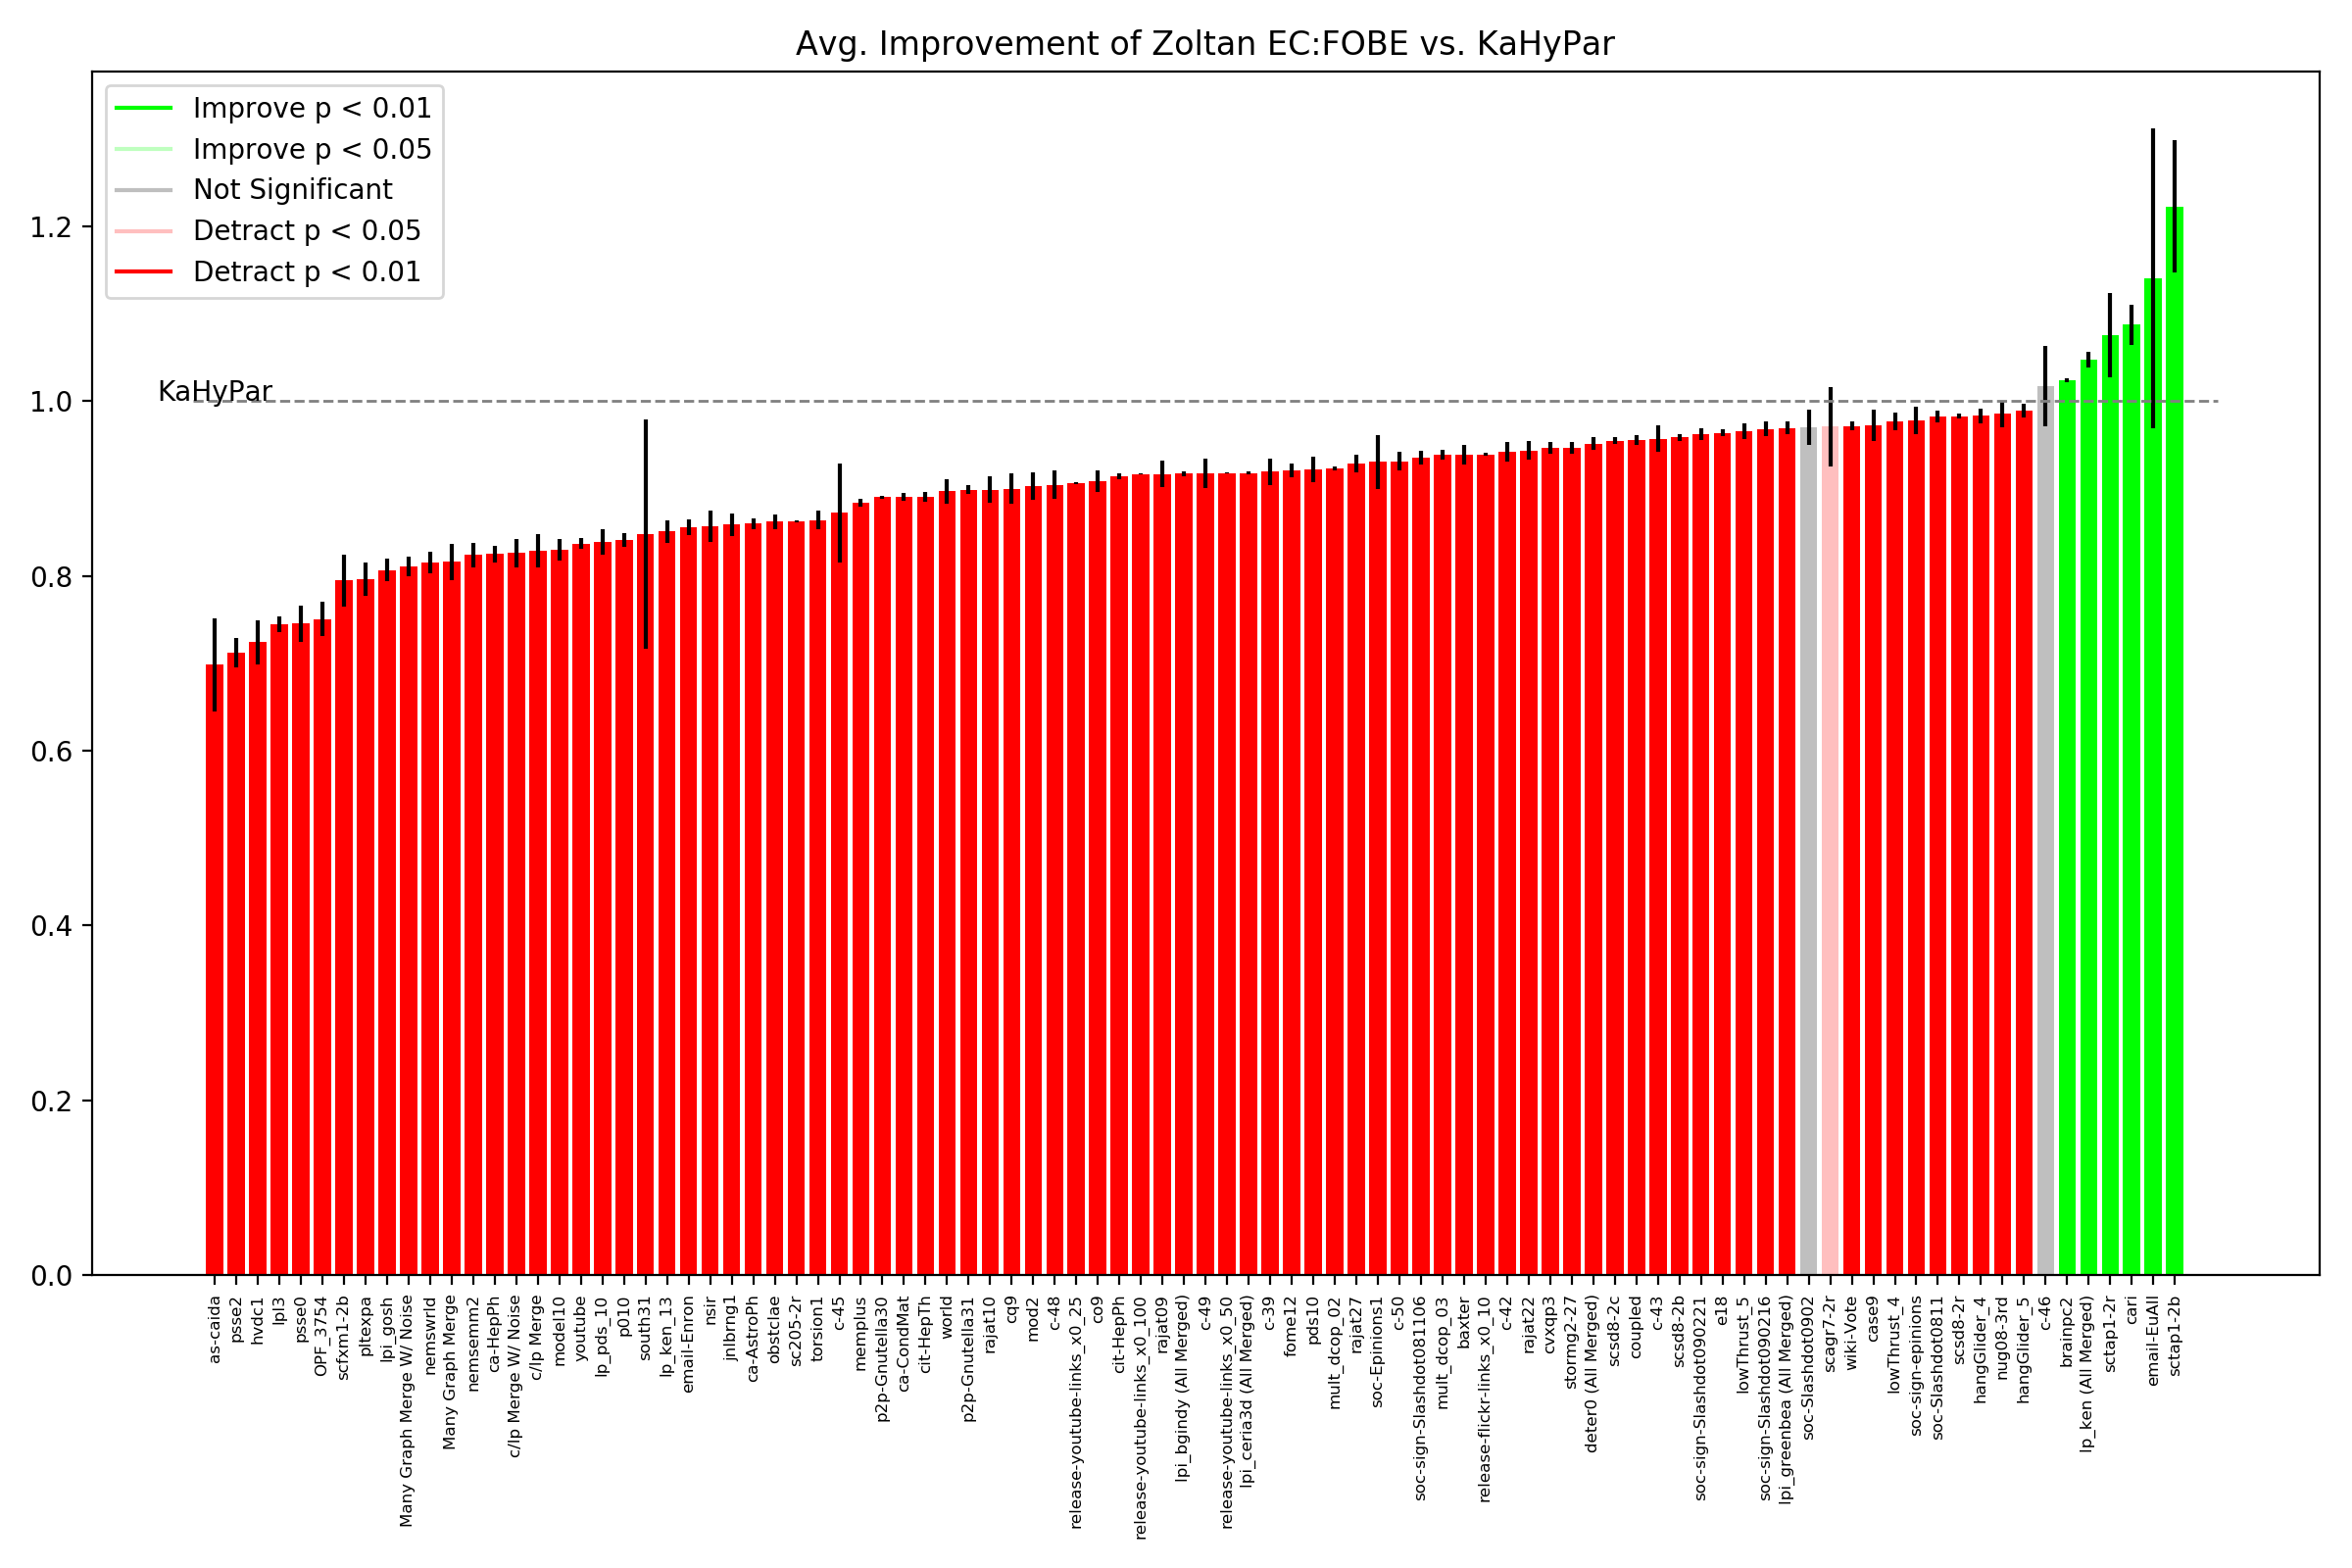 Avg. Improvement of Zoltan EC:FOBE vs. KaHyPar
Improve p < 0.01
Improve p < 0.05
Not Significant
Detract p < 0.05
Detract p < 0.01
1.2
KaHyPar
1.0
0.8
0.6
0.4
0.2
0.0
as-caida
psse2
hvdc1
lpl3
psse0
OPF_3754
scfxm1-2b
pltexpa
lpi_gosh
Many Graph Merge W/ Noise
nemswrld
Many Graph Merge
nemsemm2
ca-HepPh
c/lp Merge W/ Noise
c/lp Merge
model10
youtube
lp_pds_10
p010
south31
lp_ken_13
email-Enron
nsir
jnlbrng1
ca-AstroPh
obstclae
sc205-2r
torsion1
c-45
memplus
p2p-Gnutella30
ca-CondMat
cit-HepTh
world
p2p-Gnutella31
rajat10
cq9
mod2
c-48
release-youtube-links_x0_25
co9
cit-HepPh
release-youtube-links_x0_100
rajat09
lpi_bgindy (All Merged)
c-49
release-youtube-links_x0_50
lpi_ceria3d (All Merged)
c-39
fome12
pds10
mult_dcop_02
rajat27
soc-Epinions1
c-50
soc-sign-Slashdot081106
mult_dcop_03
baxter
release-flickr-links_x0_10
c-42
rajat22
cvxqp3
stormg2-27
deter0 (All Merged)
scsd8-2c
coupled
c-43
scsd8-2b
soc-sign-Slashdot090221
e18
lowThrust_5
soc-sign-Slashdot090216
lpi_greenbea (All Merged)
soc-Slashdot0902
scagr7-2r
wiki-Vote
case9
lowThrust_4
soc-sign-epinions
soc-Slashdot0811
scsd8-2r
hangGlider_4
nug08-3rd
hangGlider_5
c-46
brainpc2
lp_ken (All Merged)
sctap1-2r
cari
email-EuAll
sctap1-2b